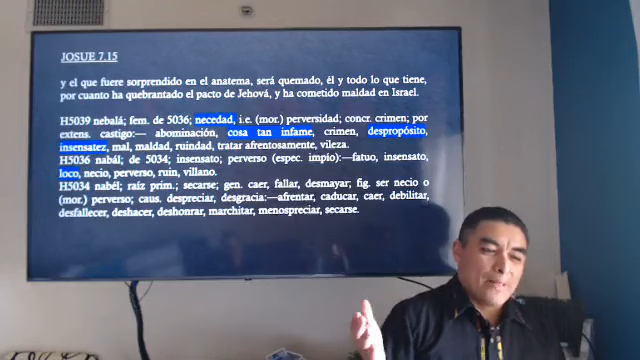 JOSUE 7.15
y el que fuere sorprendido en el anatema, será quemado, él y todo lo que tiene,
por cuanto ha quebrantado el pacto de Jehová, y ha cometido maldad en Israel.
H5039 nebalá; fem. de 5036; necedad, i.e. (mor.) perversidad; concr. crimen; por
extens. castigo:— abominación, cosa tan infame, crimen, despropósito,
insensatez, mal, maldad, ruindad, tratar afrentosamente, vileza.
H5036 nabál; de 5034; insensato; perverso (espec. impío):—fatuo, insensato,
loco, necio, perverso, ruin, villano.
H5034 nabél; raíz prim.; secarse; gen. caer, fallar, desmayar; fig. ser necio o
(mor.) perverso; caus. despreciar, desgracia:—afrentar, caducar, caer, debilitar,
desfallecer, deshacer, deshonrar, marchitar, menospreciar, secarse.